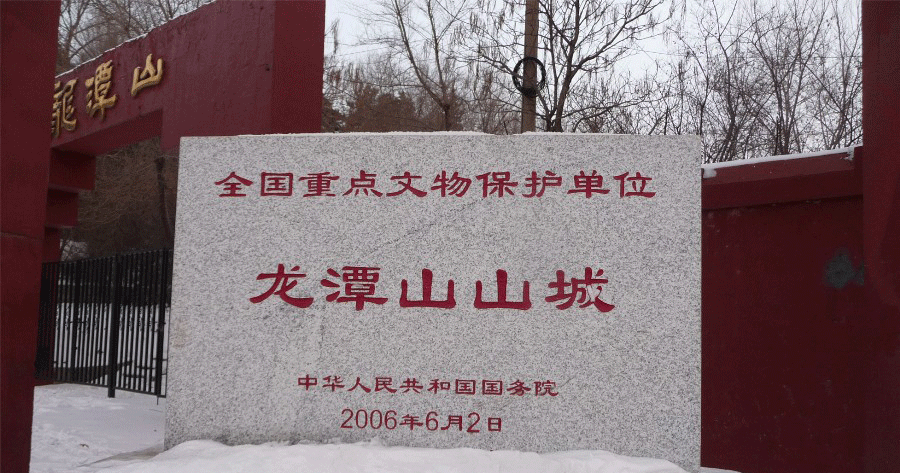 龍潭山
全国重点文物保护单位
龙潭山山城
中华人民共和国国务院
2006年6月2日